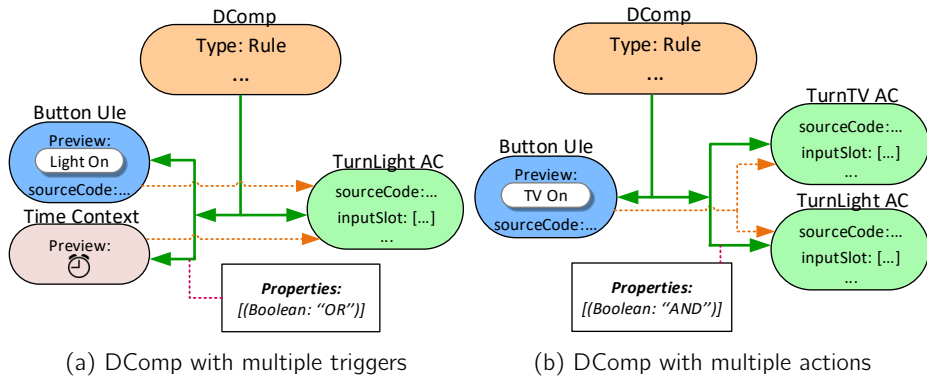 DComp
Type: Rule
...
Button UIe
Preview:
Light On
sourceCode:...
Time Context
Preview:
TurnLight AC
sourceCode:...
inputSlot: [...]
...
Properties:
[(Boolean: “OR”)]
(a) DComp with multiple triggers
DComp
Type: Rule
...
Button UIe
Preview:
TV On
sourceCode:...
TurnTV AC
sourceCode:...
inputSlot: [...]
...
TurnLight AC
sourceCode:...
inputSlot: [...]
...
Properties:
[(Boolean: “AND”)]
(b) DComp with multiple actions